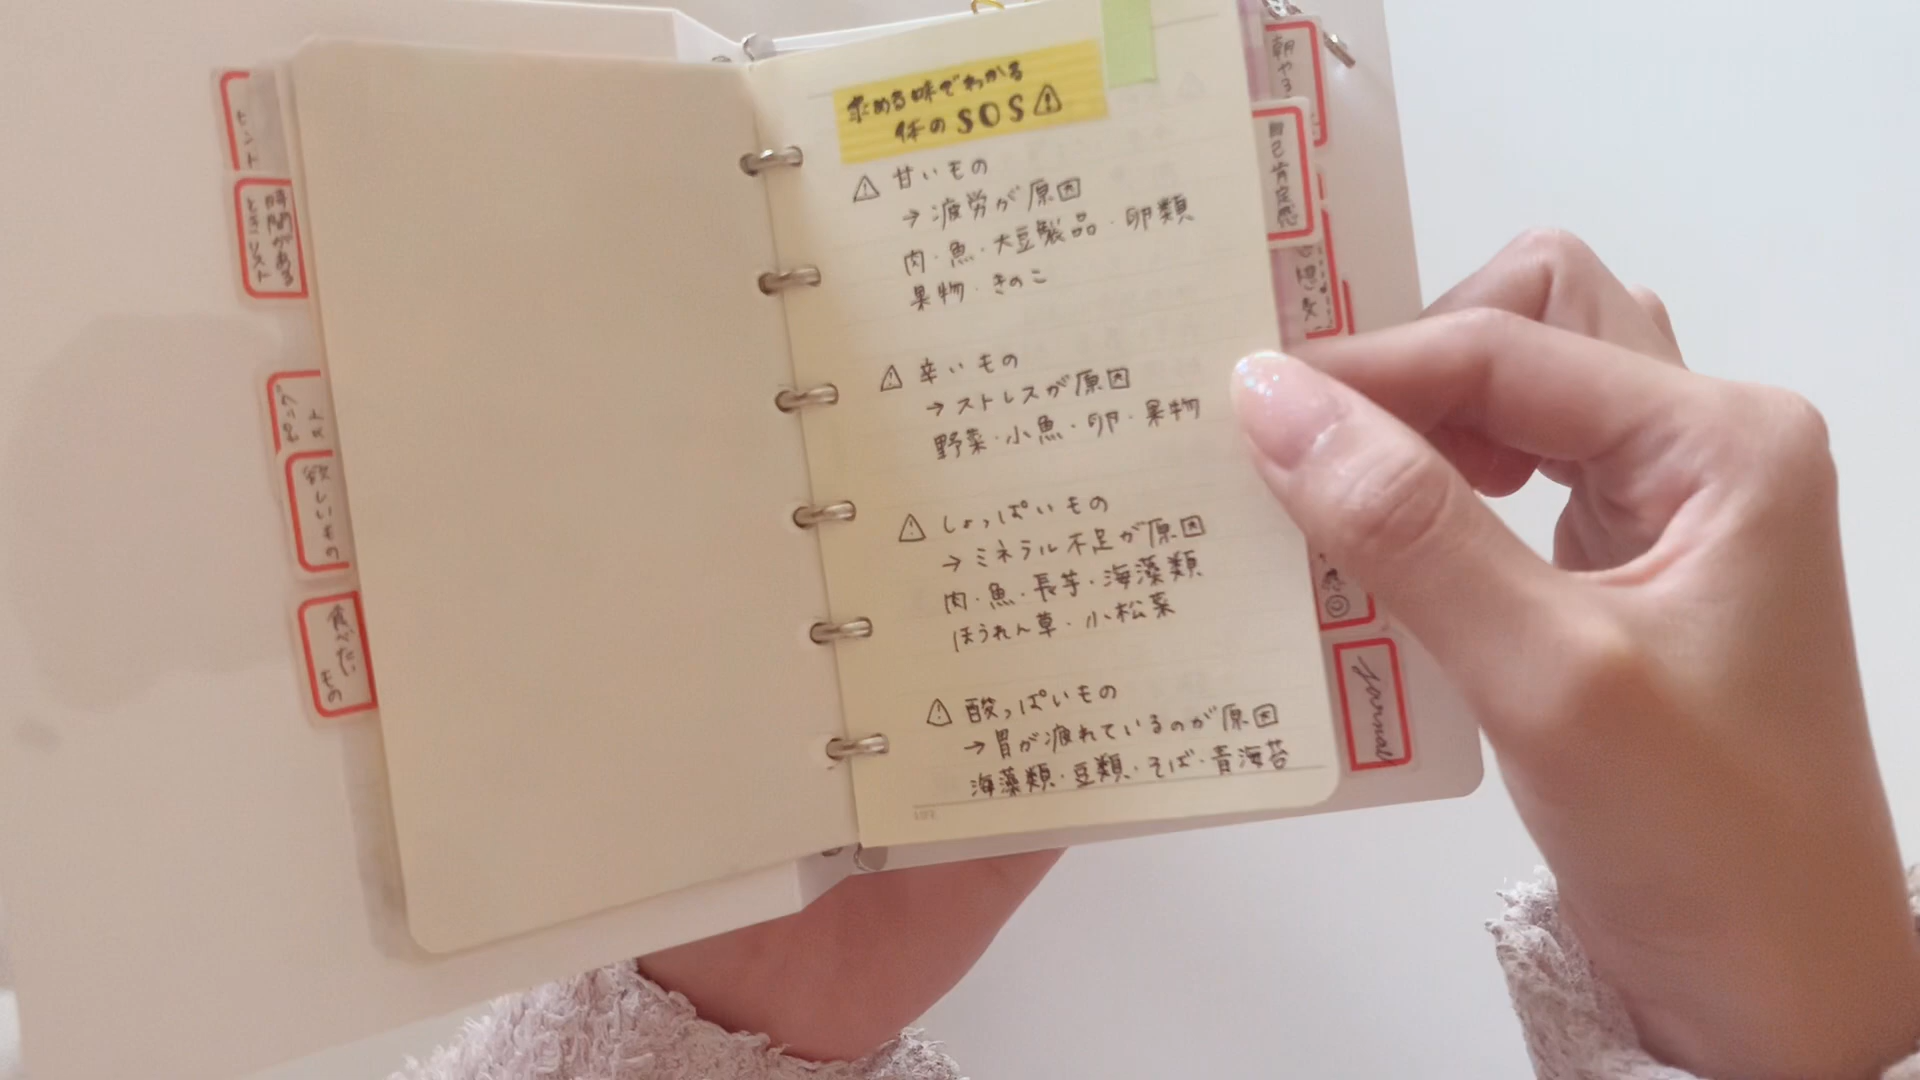 ヒント
時間がある
ときリスト
欲しいもの
食べたい
もの
求める味でわかる
体のSOS⚠
⚠ 甘いもの
→疲労が原因
肉・魚・大豆製品・卵類
果物・きのこ
⚠ 辛いもの
→ストレスが原因
野菜・小魚・卵・果物
⚠ しょっぱいもの
→ミネラル不足が原因
肉・魚・長芋・海藻類
ほうれん草・小松菜
⚠ 酸っぱいもの
→胃が疲れているのが原因
海藻類・豆類・そば・青海苔
朝やる
自己肯定感
journal